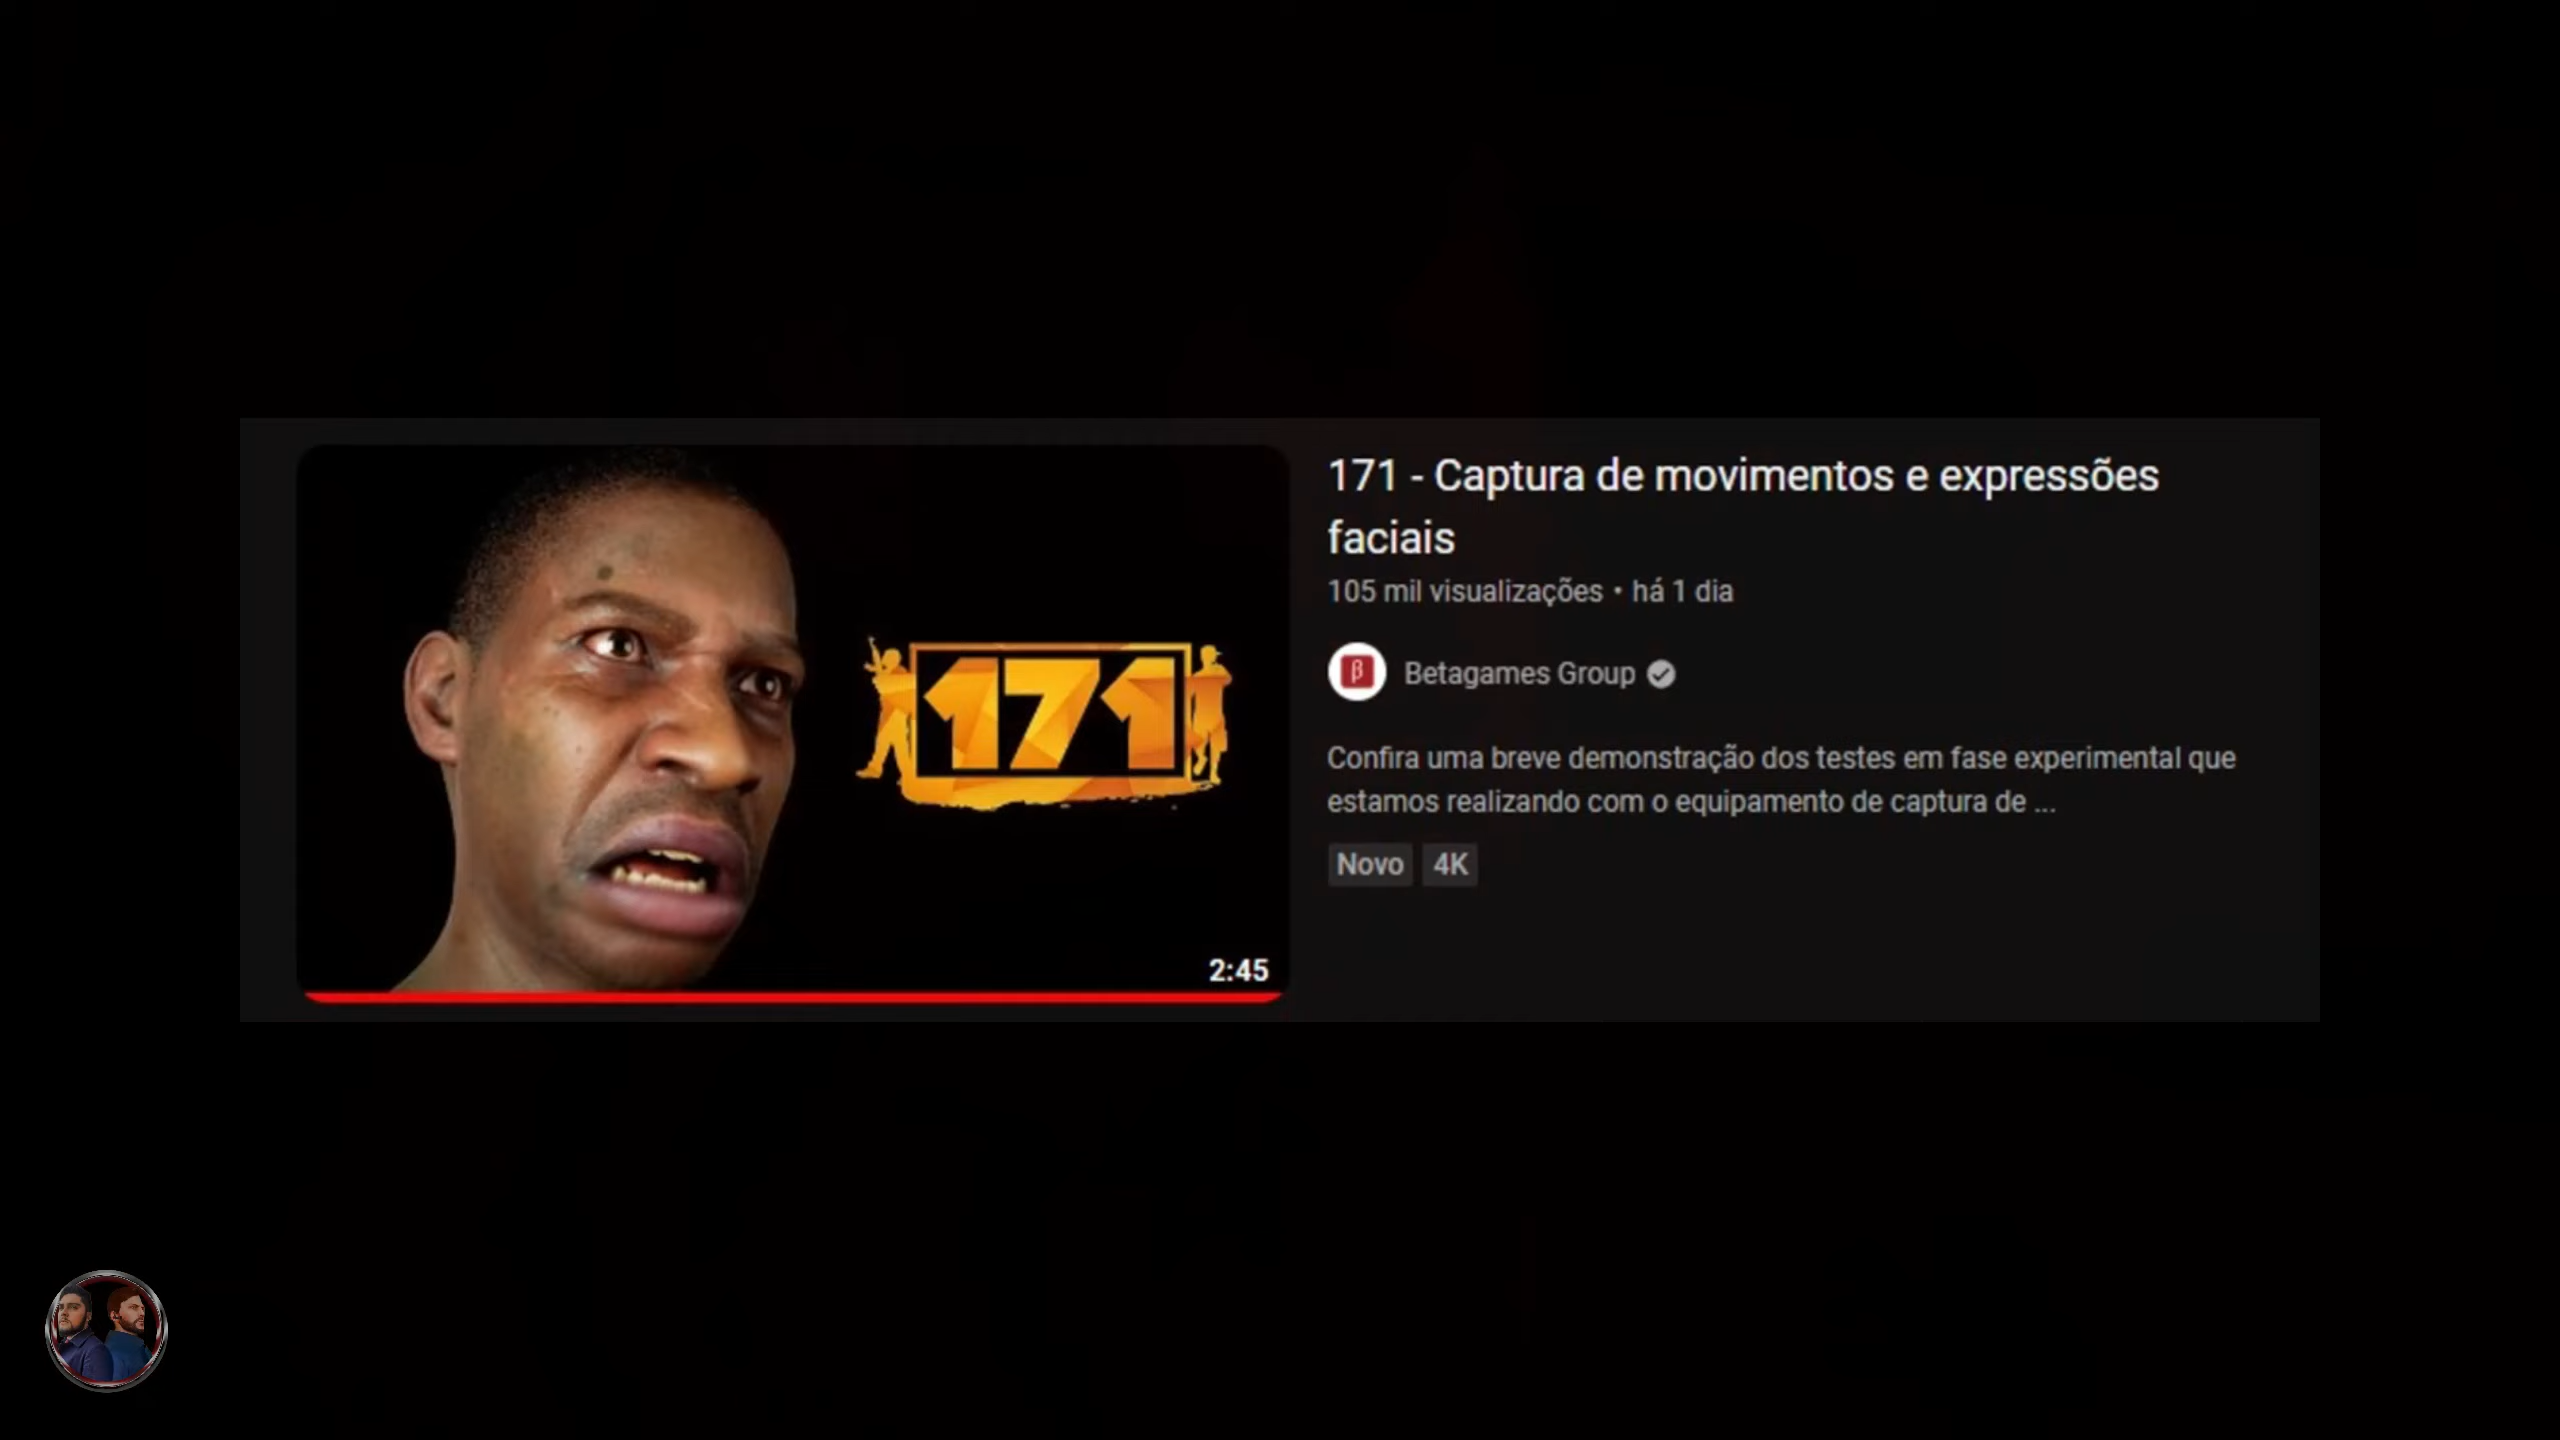 171
2:45
171 - Captura de movimentos e expressões
faciais
105 mil visualizações • há 1 dia
β Betagames Group
Confira uma breve demonstração dos testes em fase experimental que
estamos realizando com o equipamento de captura de ...
Novo 4K